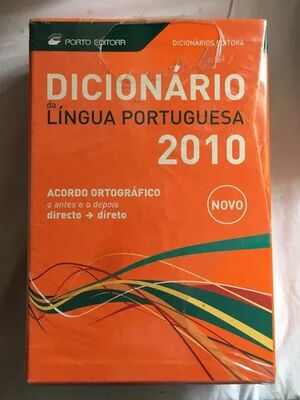 PORTO EDITORA
DICIONÁRIOS EDITORA
DICIONÁRIO
da
LÍNGUA PORTUGUESA
2010
ACORDO ORTOGRÁFICO
o antes e o depois
directo → direto
NOVO